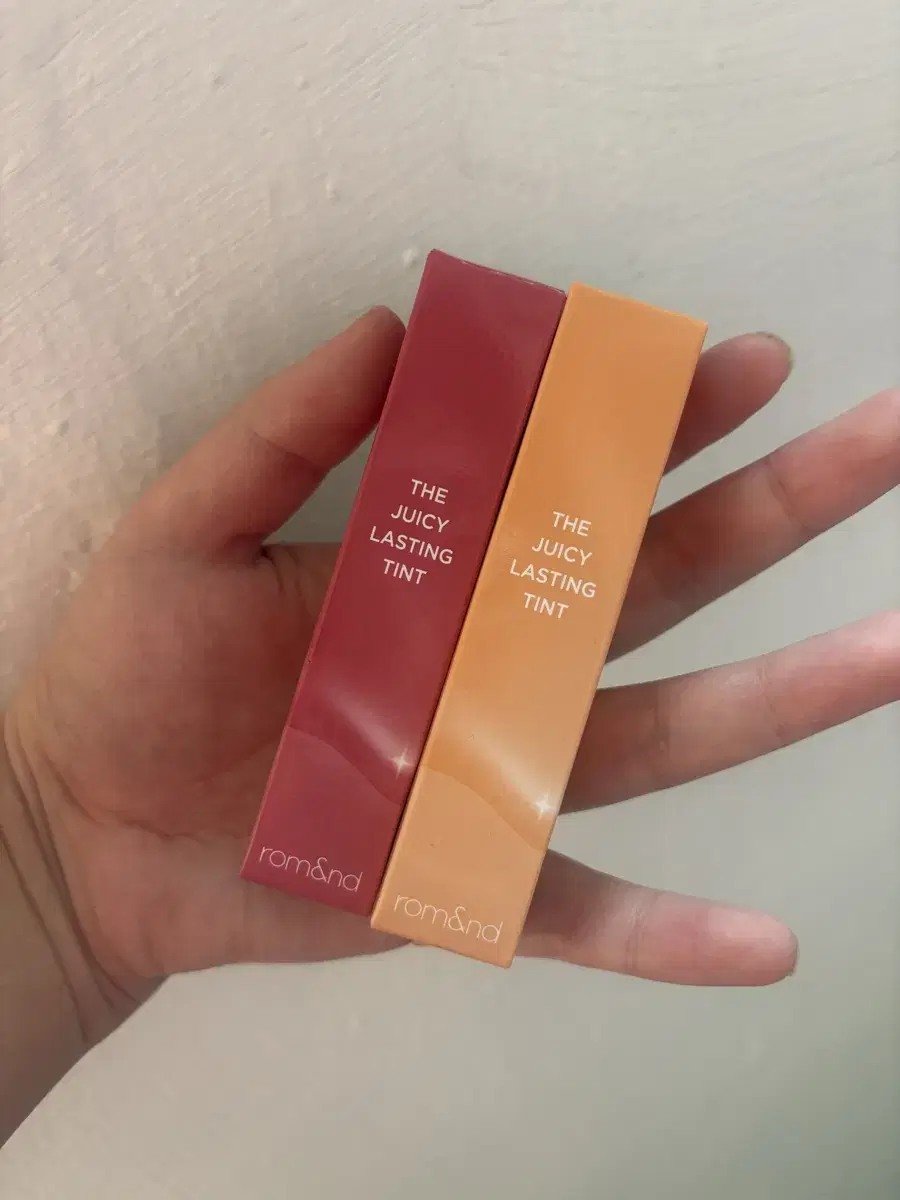 THE
JUICY
LASTING
TINT
rom&nd
THE
JUICY
LASTING
TINT
rom&nd